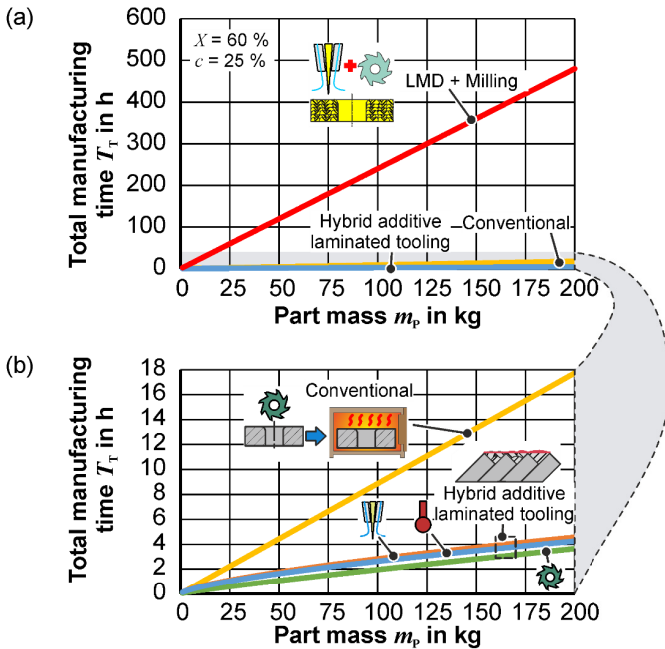 (a)
Total manufacturing
time T_T in h
600
500
400
300
200
100
0
X = 60 %
c = 25 %
LMD + Milling
Hybrid additive
laminated tooling
Conventional
0 25 50 75 100 125 150 175 200
Part mass m_P in kg
(b)
Total manufacturing
time T_T in h
18
16
14
12
10
8
6
4
2
0
Conventional
Hybrid additive
laminated tooling
0 25 50 75 100 125 150 175 200
Part mass m_P in kg